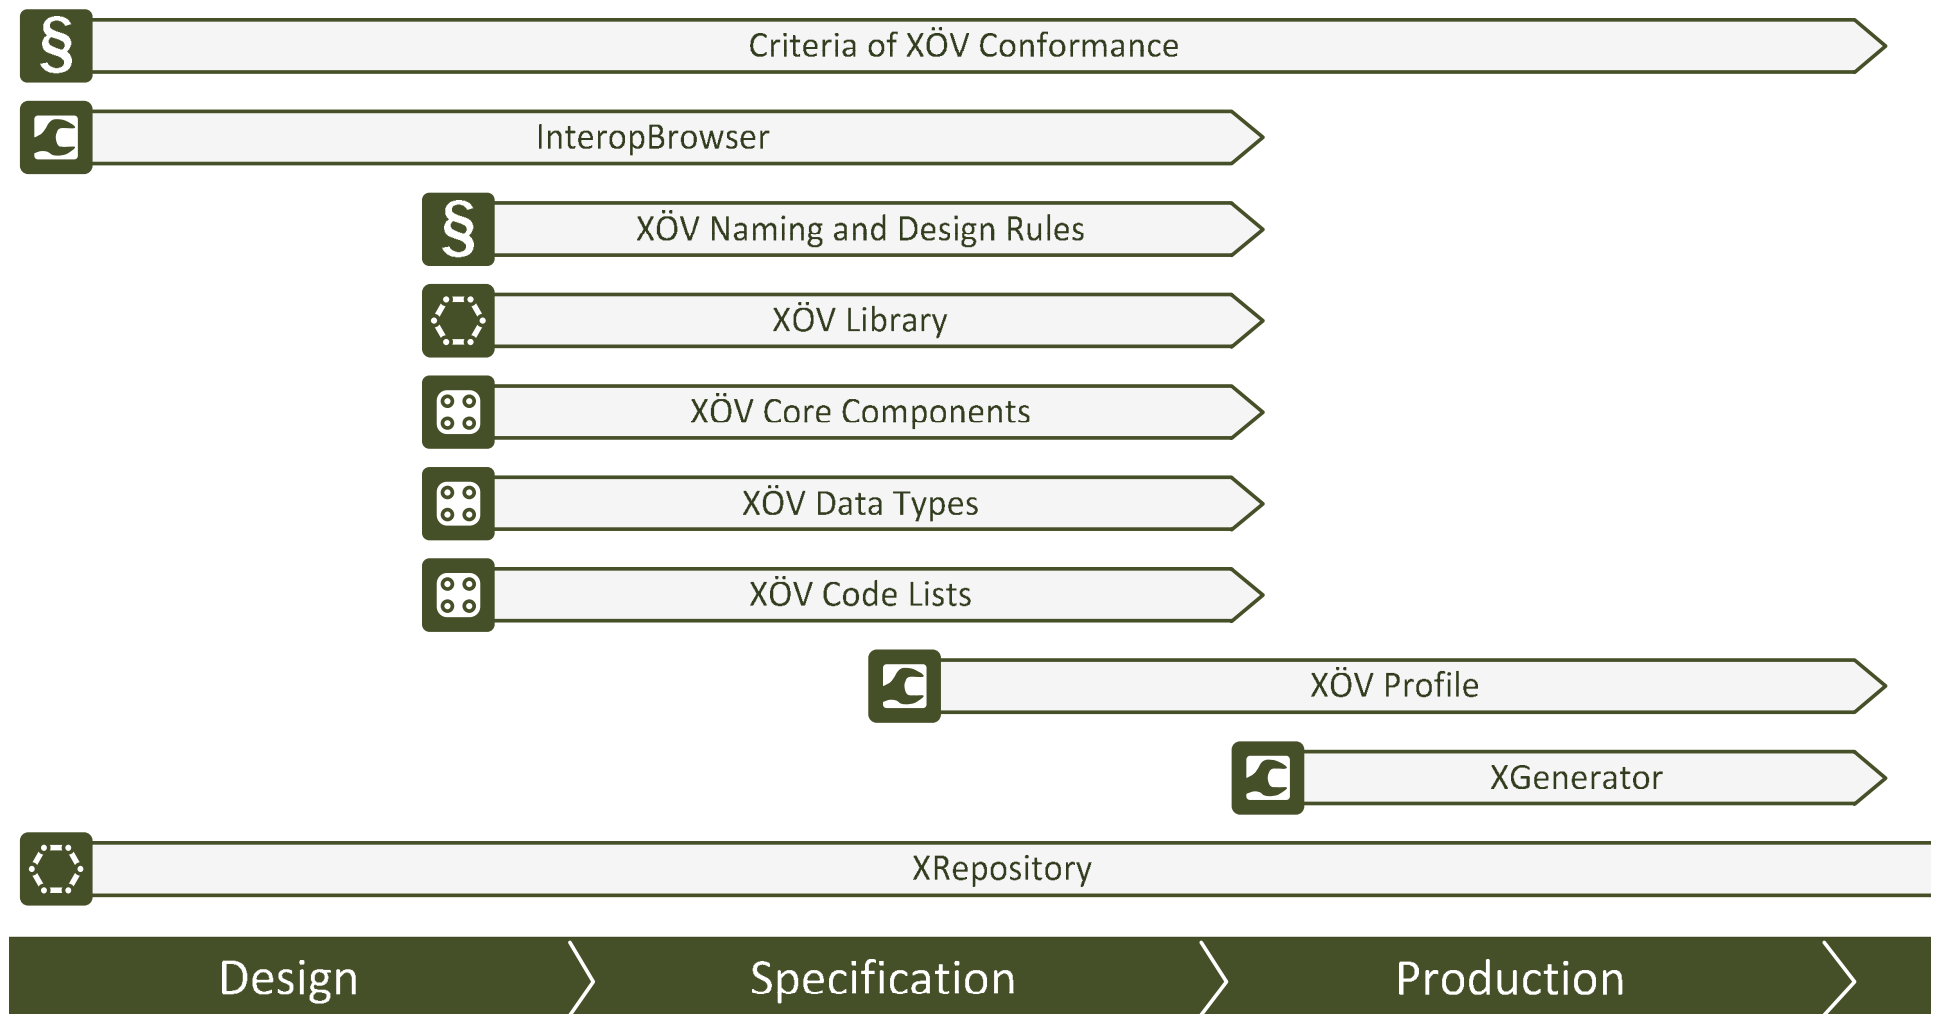 § Criteria of XÖV Conformance
InteropBrowser
§ XÖV Naming and Design Rules
XÖV Library
XÖV Core Components
XÖV Data Types
XÖV Code Lists
XÖV Profile
XGenerator
XRepository
Design Specification Production